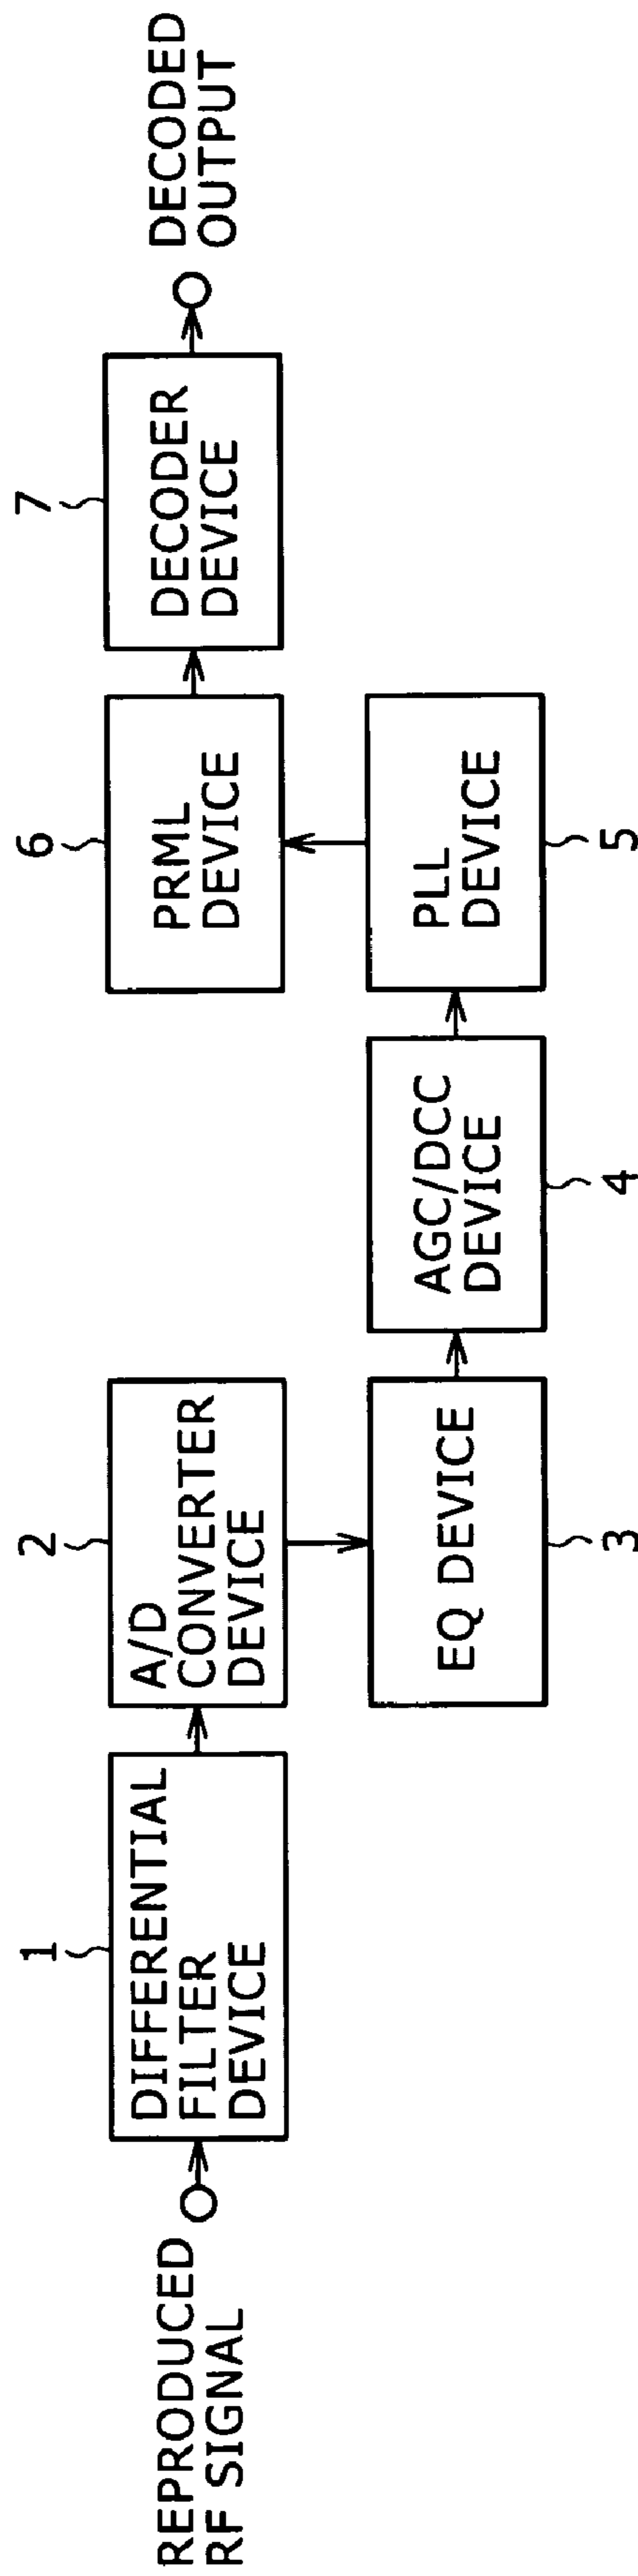 REPRODUCED
RF SIGNAL
1
DIFFERENTIAL
FILTER
DEVICE
2
A/D
CONVERTER
DEVICE
EQ DEVICE
3
AGC/DCC
DEVICE
4
PLL
DEVICE
5
6
PRML
DEVICE
7
DECODER
DEVICE
DECODED
OUTPUT